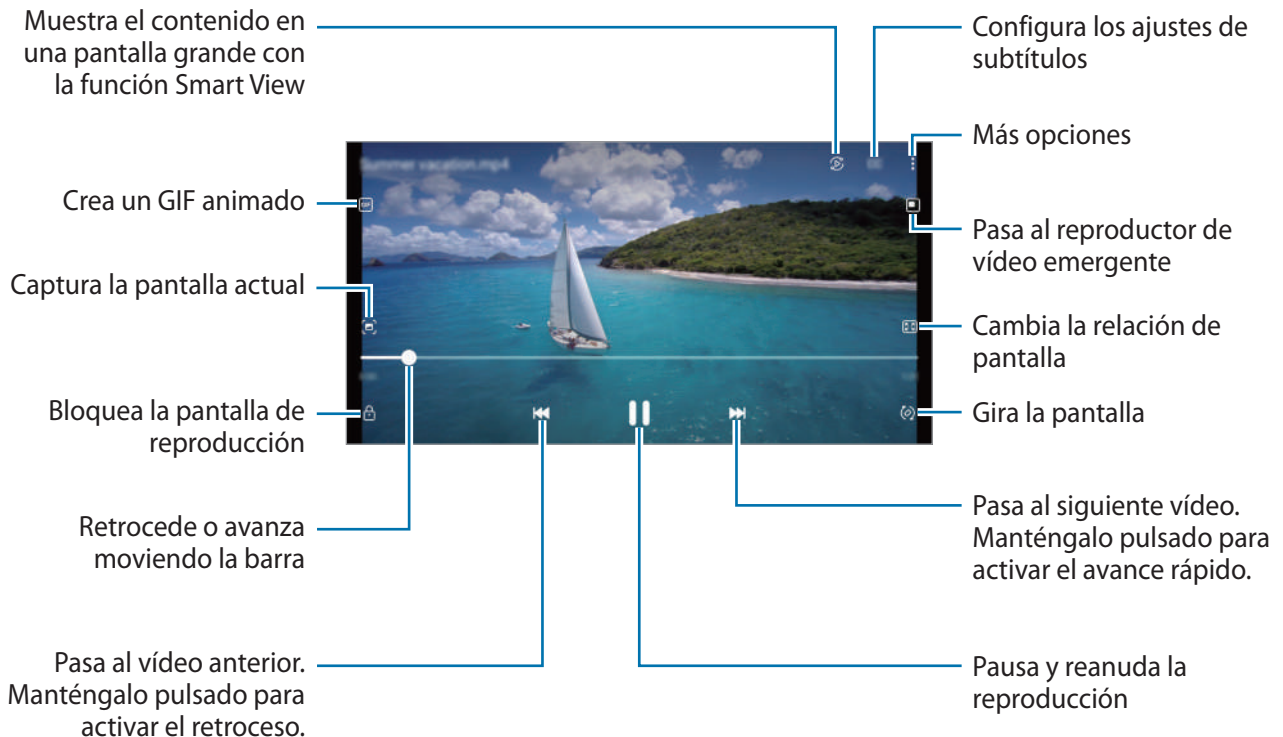 Muestra el contenido en
una pantalla grande con
la función Smart View
Configura los ajustes de
subtítulos
Más opciones
Crea un GIF animado
Pasa al reproductor de
vídeo emergente
Captura la pantalla actual
Cambia la relación de
pantalla
Bloquea la pantalla de
reproducción
Gira la pantalla
Retrocede o avanza
moviendo la barra
Pasa al siguiente vídeo.
Manténgalo pulsado para
activar el avance rápido.
Pasa al vídeo anterior.
Manténgalo pulsado para
activar el retroceso.
Pausa y reanuda la
reproducción